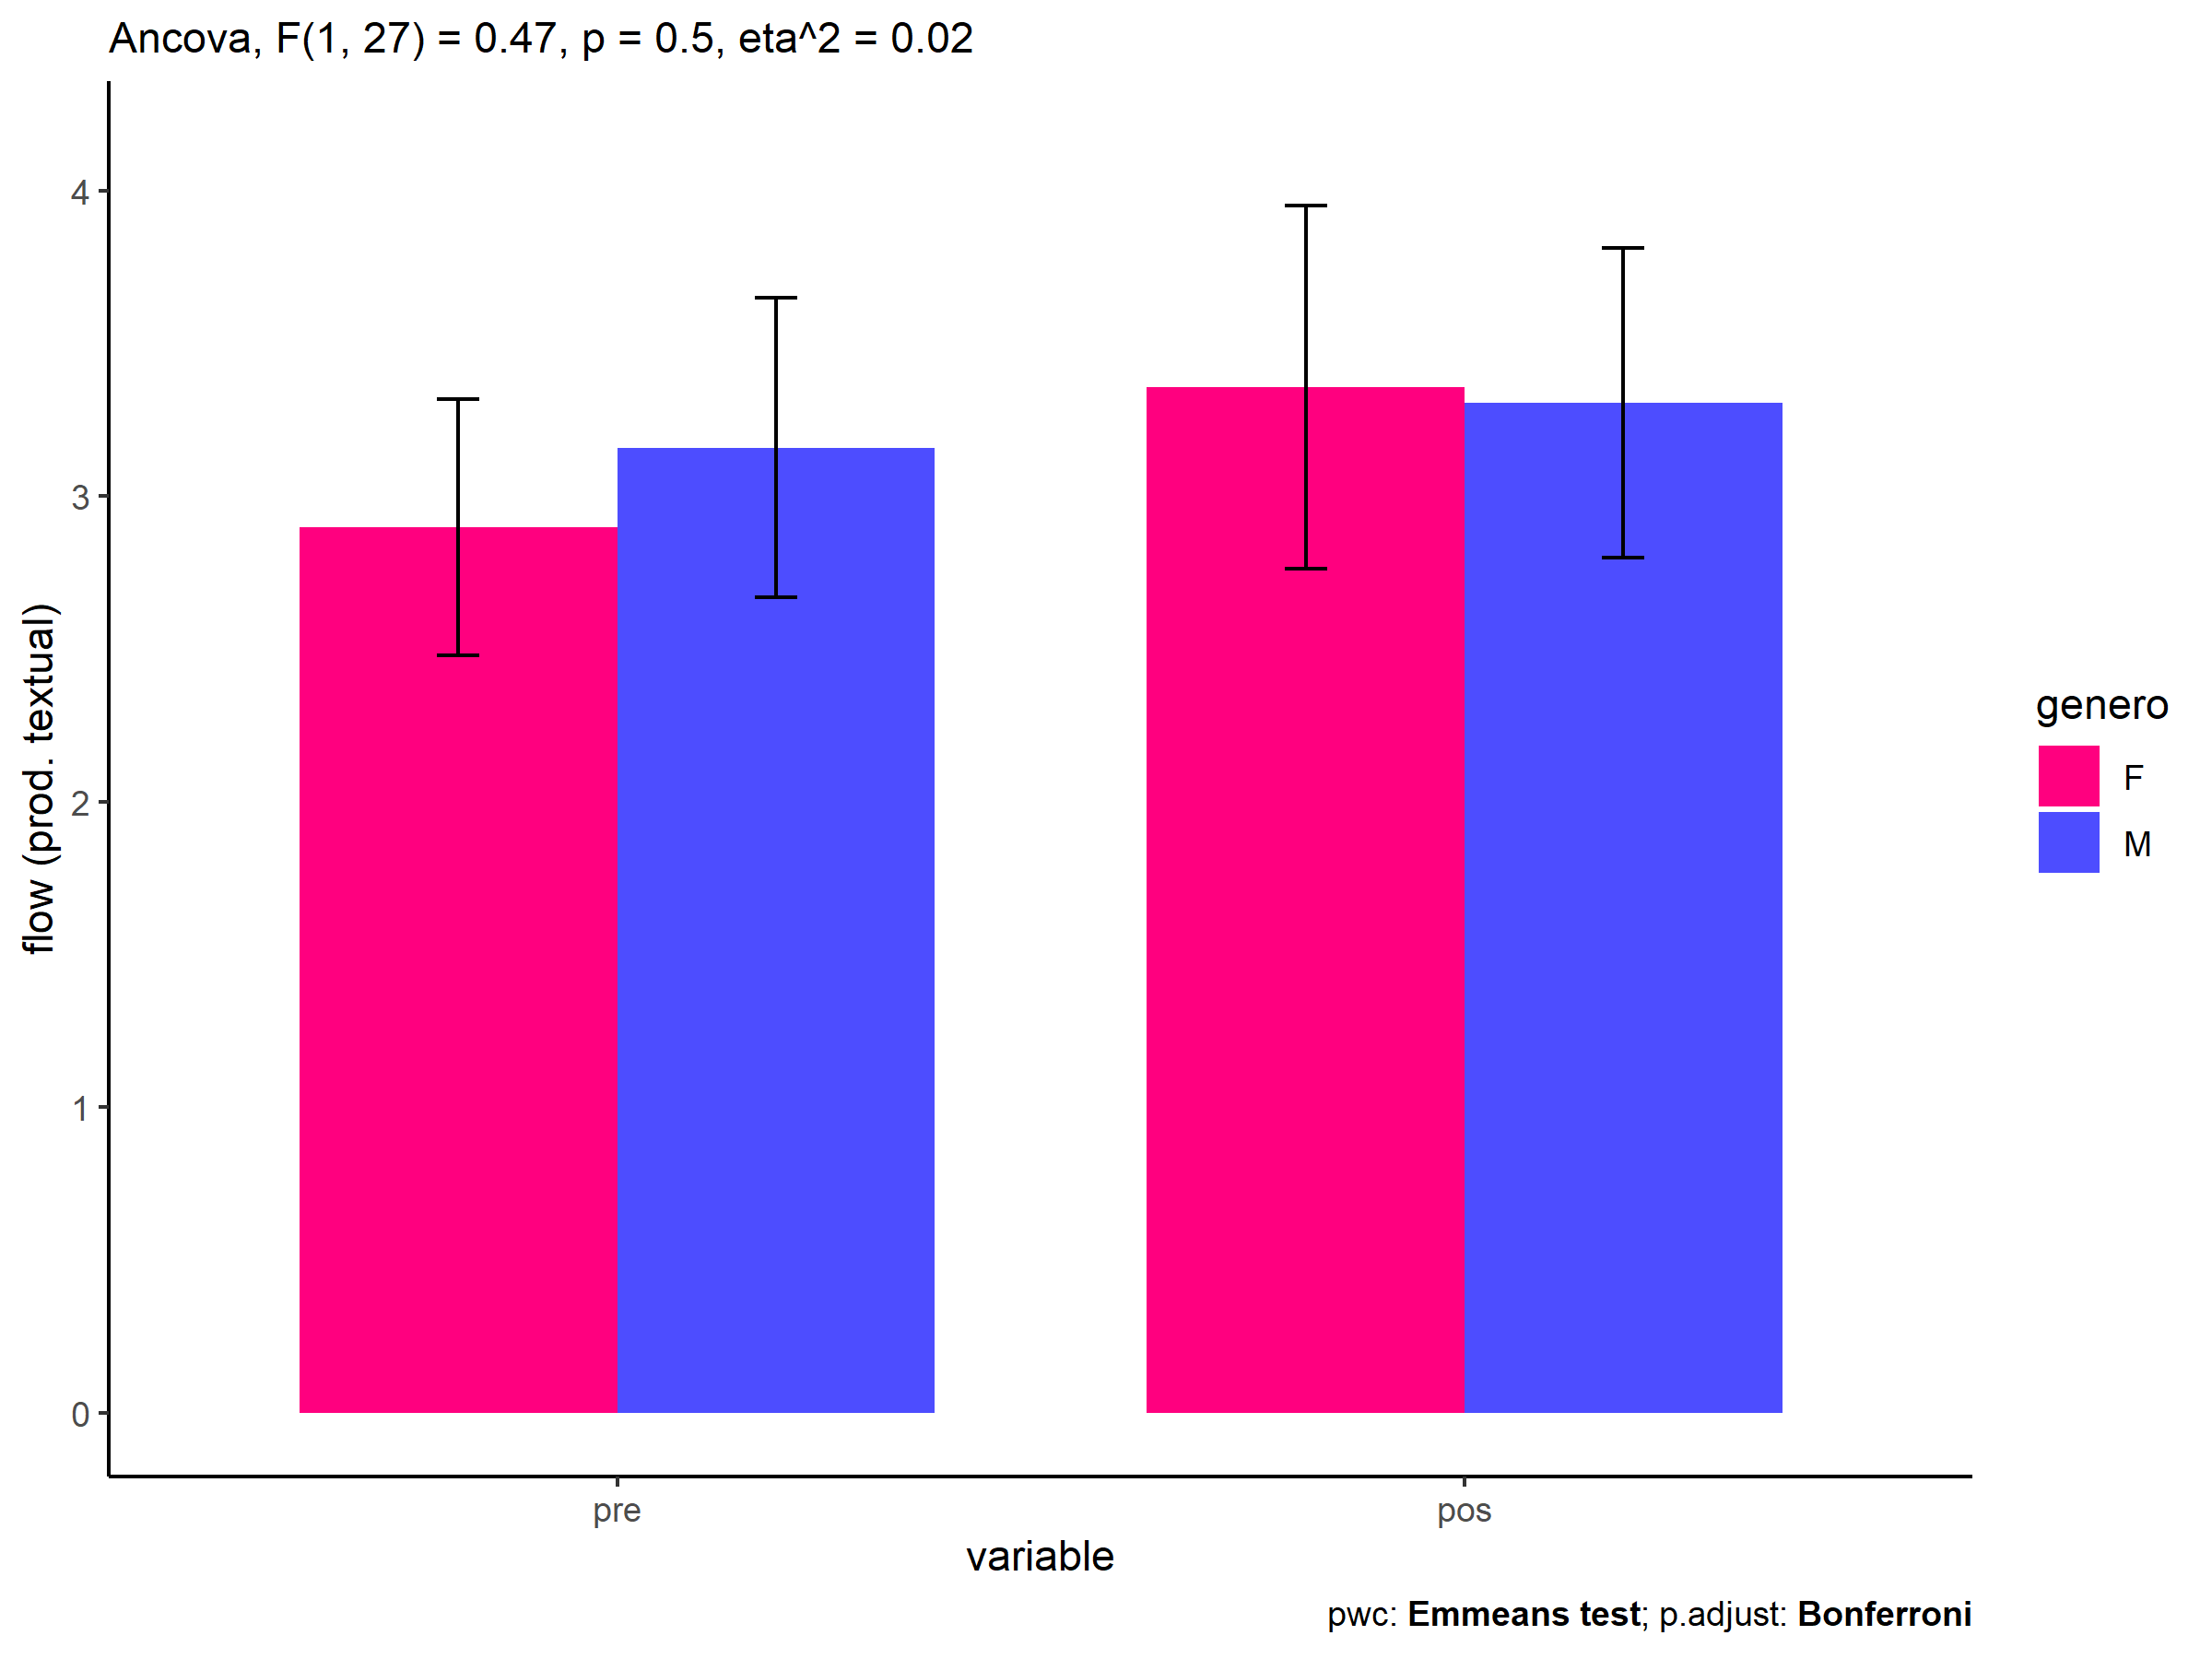 Ancova, F(1, 27) = 0.47, p = 0.5, eta^2 = 0.02
flow (prod. textual)
4
3
2
1
0
pre
pos
variable
genero
F
M
pwc: Emmeans test; p.adjust: Bonferroni